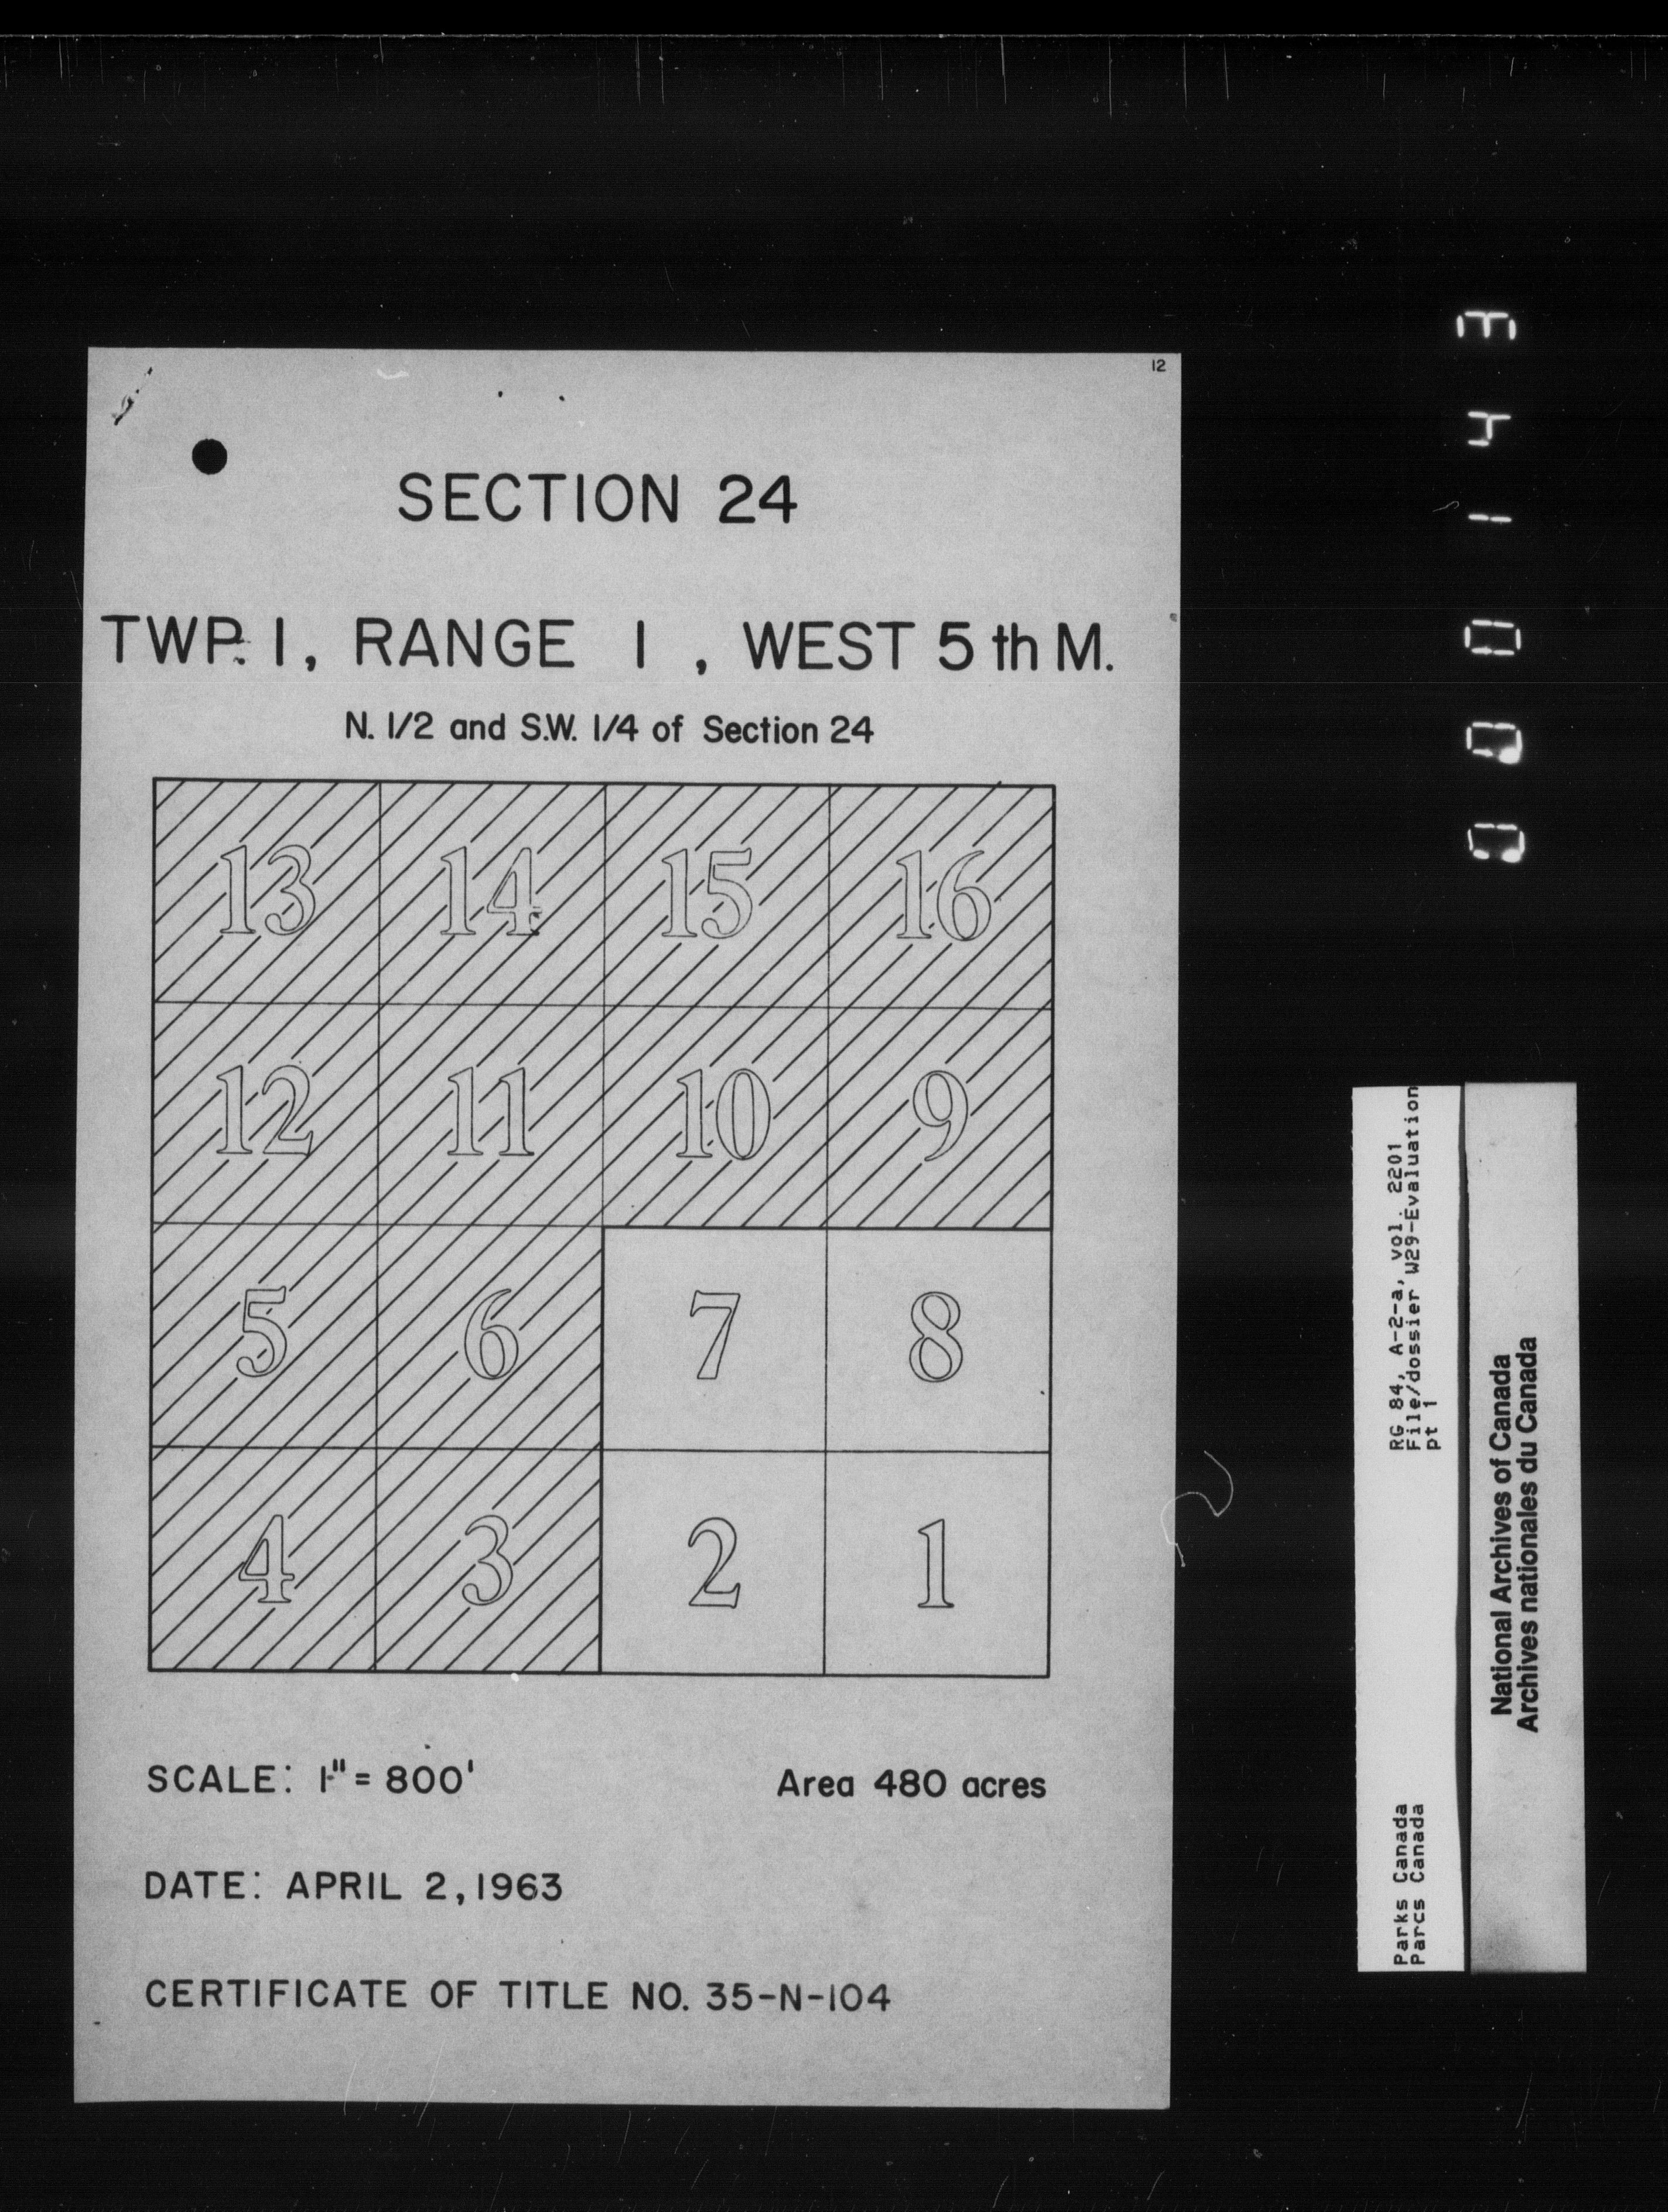 12
SECTION 24
TWP. 1, RANGE 1, WEST 5 th M.
N. 1/2 and S.W. 1/4 of Section 24
13 14 15 16
12 11 10 9
5 6 7 8
4 3 2 1
SCALE: 1" = 800'
Area 480 acres
DATE: APRIL 2, 1963
CERTIFICATE OF TITLE NO. 35-N-104
000143
Parks Canada
Parcs Canada
RG 84, A-2-a, vol. 2201
File/dossier W29-Evaluation
pt 1
National Archives of Canada
Archives nationales du Canada